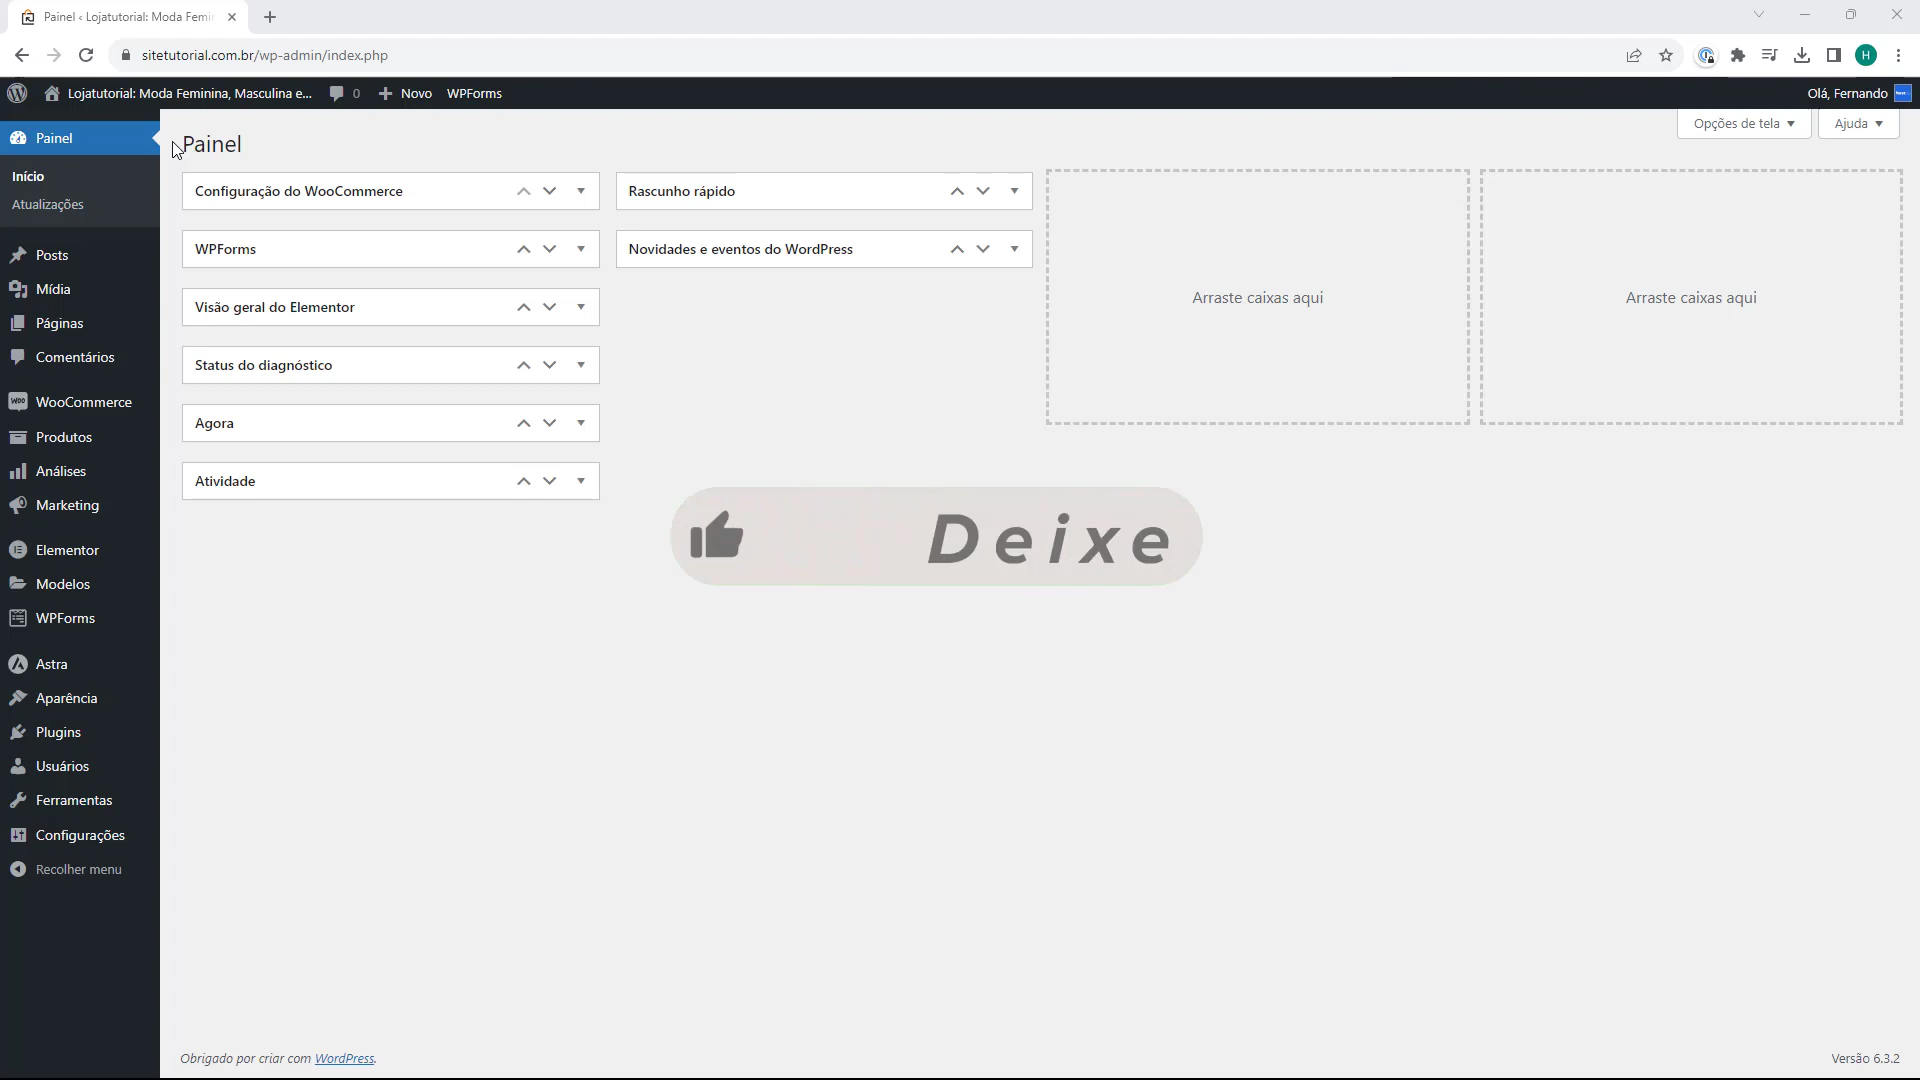 Painel ‹ Lojatutorial: Moda Femin
sitetutorial.com.br/wp-admin/index.php
H
Lojatutorial: Moda Feminina, Masculina e...
0
Novo
WPForms
Olá, Fernando
Painel
Início
Atualizações
Posts
Mídia
Páginas
Comentários
WooCommerce
Produtos
Análises
Marketing
Elementor
Modelos
WPForms
Astra
Aparência
Plugins
Usuários
Ferramentas
Configurações
Recolher menu
Opções de tela
Ajuda
Painel
Configuração do WooCommerce
WPForms
Visão geral do Elementor
Status do diagnóstico
Agora
Atividade
Rascunho rápido
Novidades e eventos do WordPress
Arraste caixas aqui
Arraste caixas aqui
Deixe
Obrigado por criar com WordPress.
Versão 6.3.2